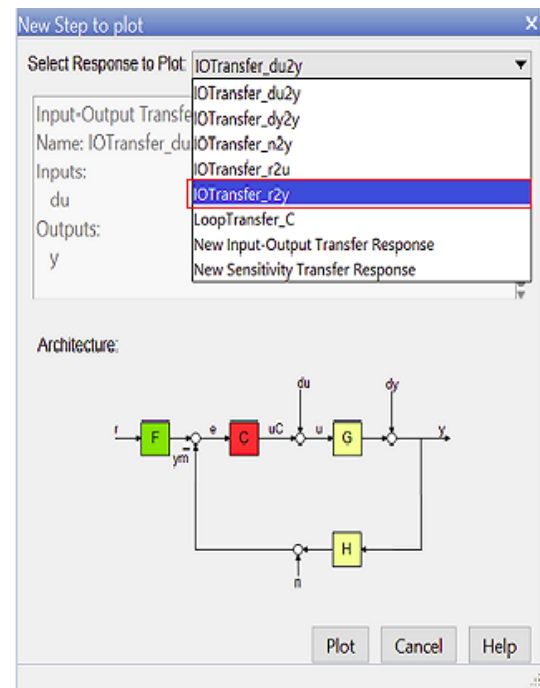 New Step to plot
x
Select Response to Plot: IOTransfer_du2y
IOTransfer_du2y
Input-Output Transfe
IOTransfer_dy2y
Name: IOTransfer_du
IOTransfer_n2y
Inputs:
IOTransfer_r2u
du
IOTransfer_r2y
Outputs:
LoopTransfer_C
y
New Input-Output Transfer Response
New Sensitivity Transfer Response
Architecture:
du
dy
r
F
e
C
uC
u
G
y
ym
-
H
n
Plot Cancel Help